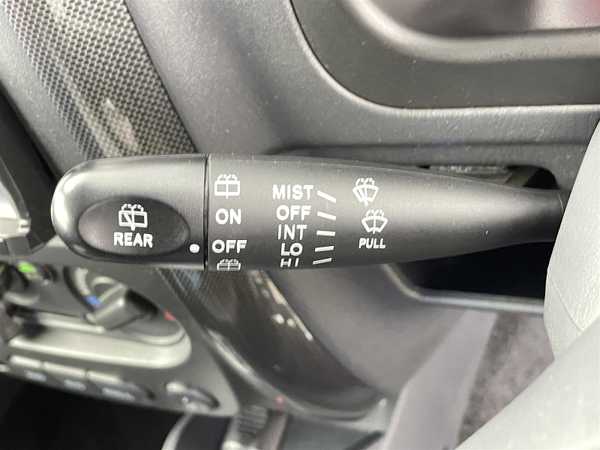 REAR
ON
OFF
MIST
OFF
INT
LO
HI
PULL